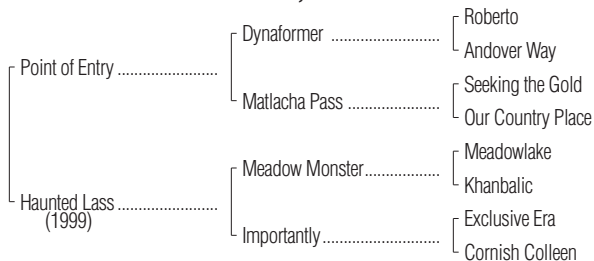 Roberto
Dynaformer ....................
Andover Way
Point of Entry ....................
Seeking the Gold
Matlacha Pass ....................
Our Country Place
Meadowlake
Meadow Monster....................
Khanbalic
Haunted Lass ....................
(1999)
Exclusive Era
Importantly....................
Cornish Colleen